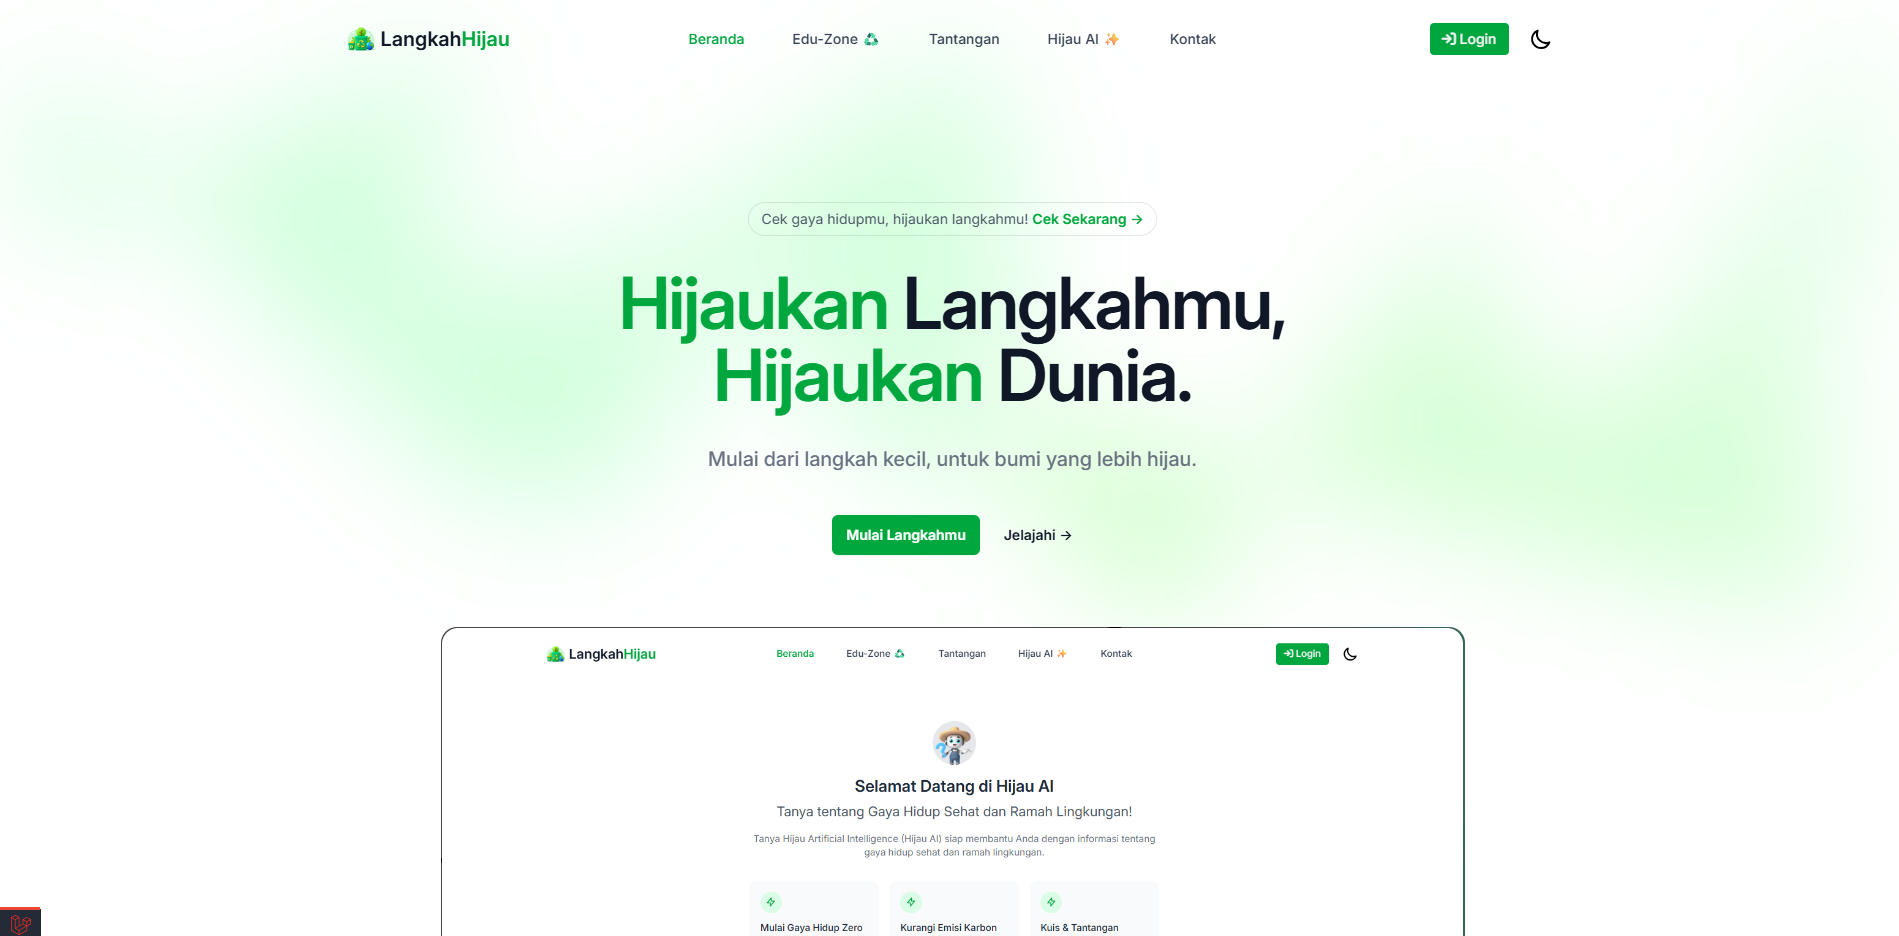 LangkahHijau
Beranda
Edu-Zone
Tantangan
Hijau AI
Kontak
Login
Cek gaya hidupmu, hijaukan langkahmu! Cek Sekarang →
Hijaukan Langkahmu,
Hijaukan Dunia.
Mulai dari langkah kecil, untuk bumi yang lebih hijau.
Mulai Langkahmu
Jelajahi →
LangkahHijau
Beranda
Edu-Zone
Tantangan
Hijau AI
Kontak
Login
Selamat Datang di Hijau AI
Tanya tentang Gaya Hidup Sehat dan Ramah Lingkungan!
Tanya Hijau Artificial Intelligence (Hijau AI) siap membantu Anda dengan informasi tentang
gaya hidup sehat dan ramah lingkungan.
Mulai Gaya Hidup Zero
Kurangi Emisi Karbon
Kuis & Tantangan